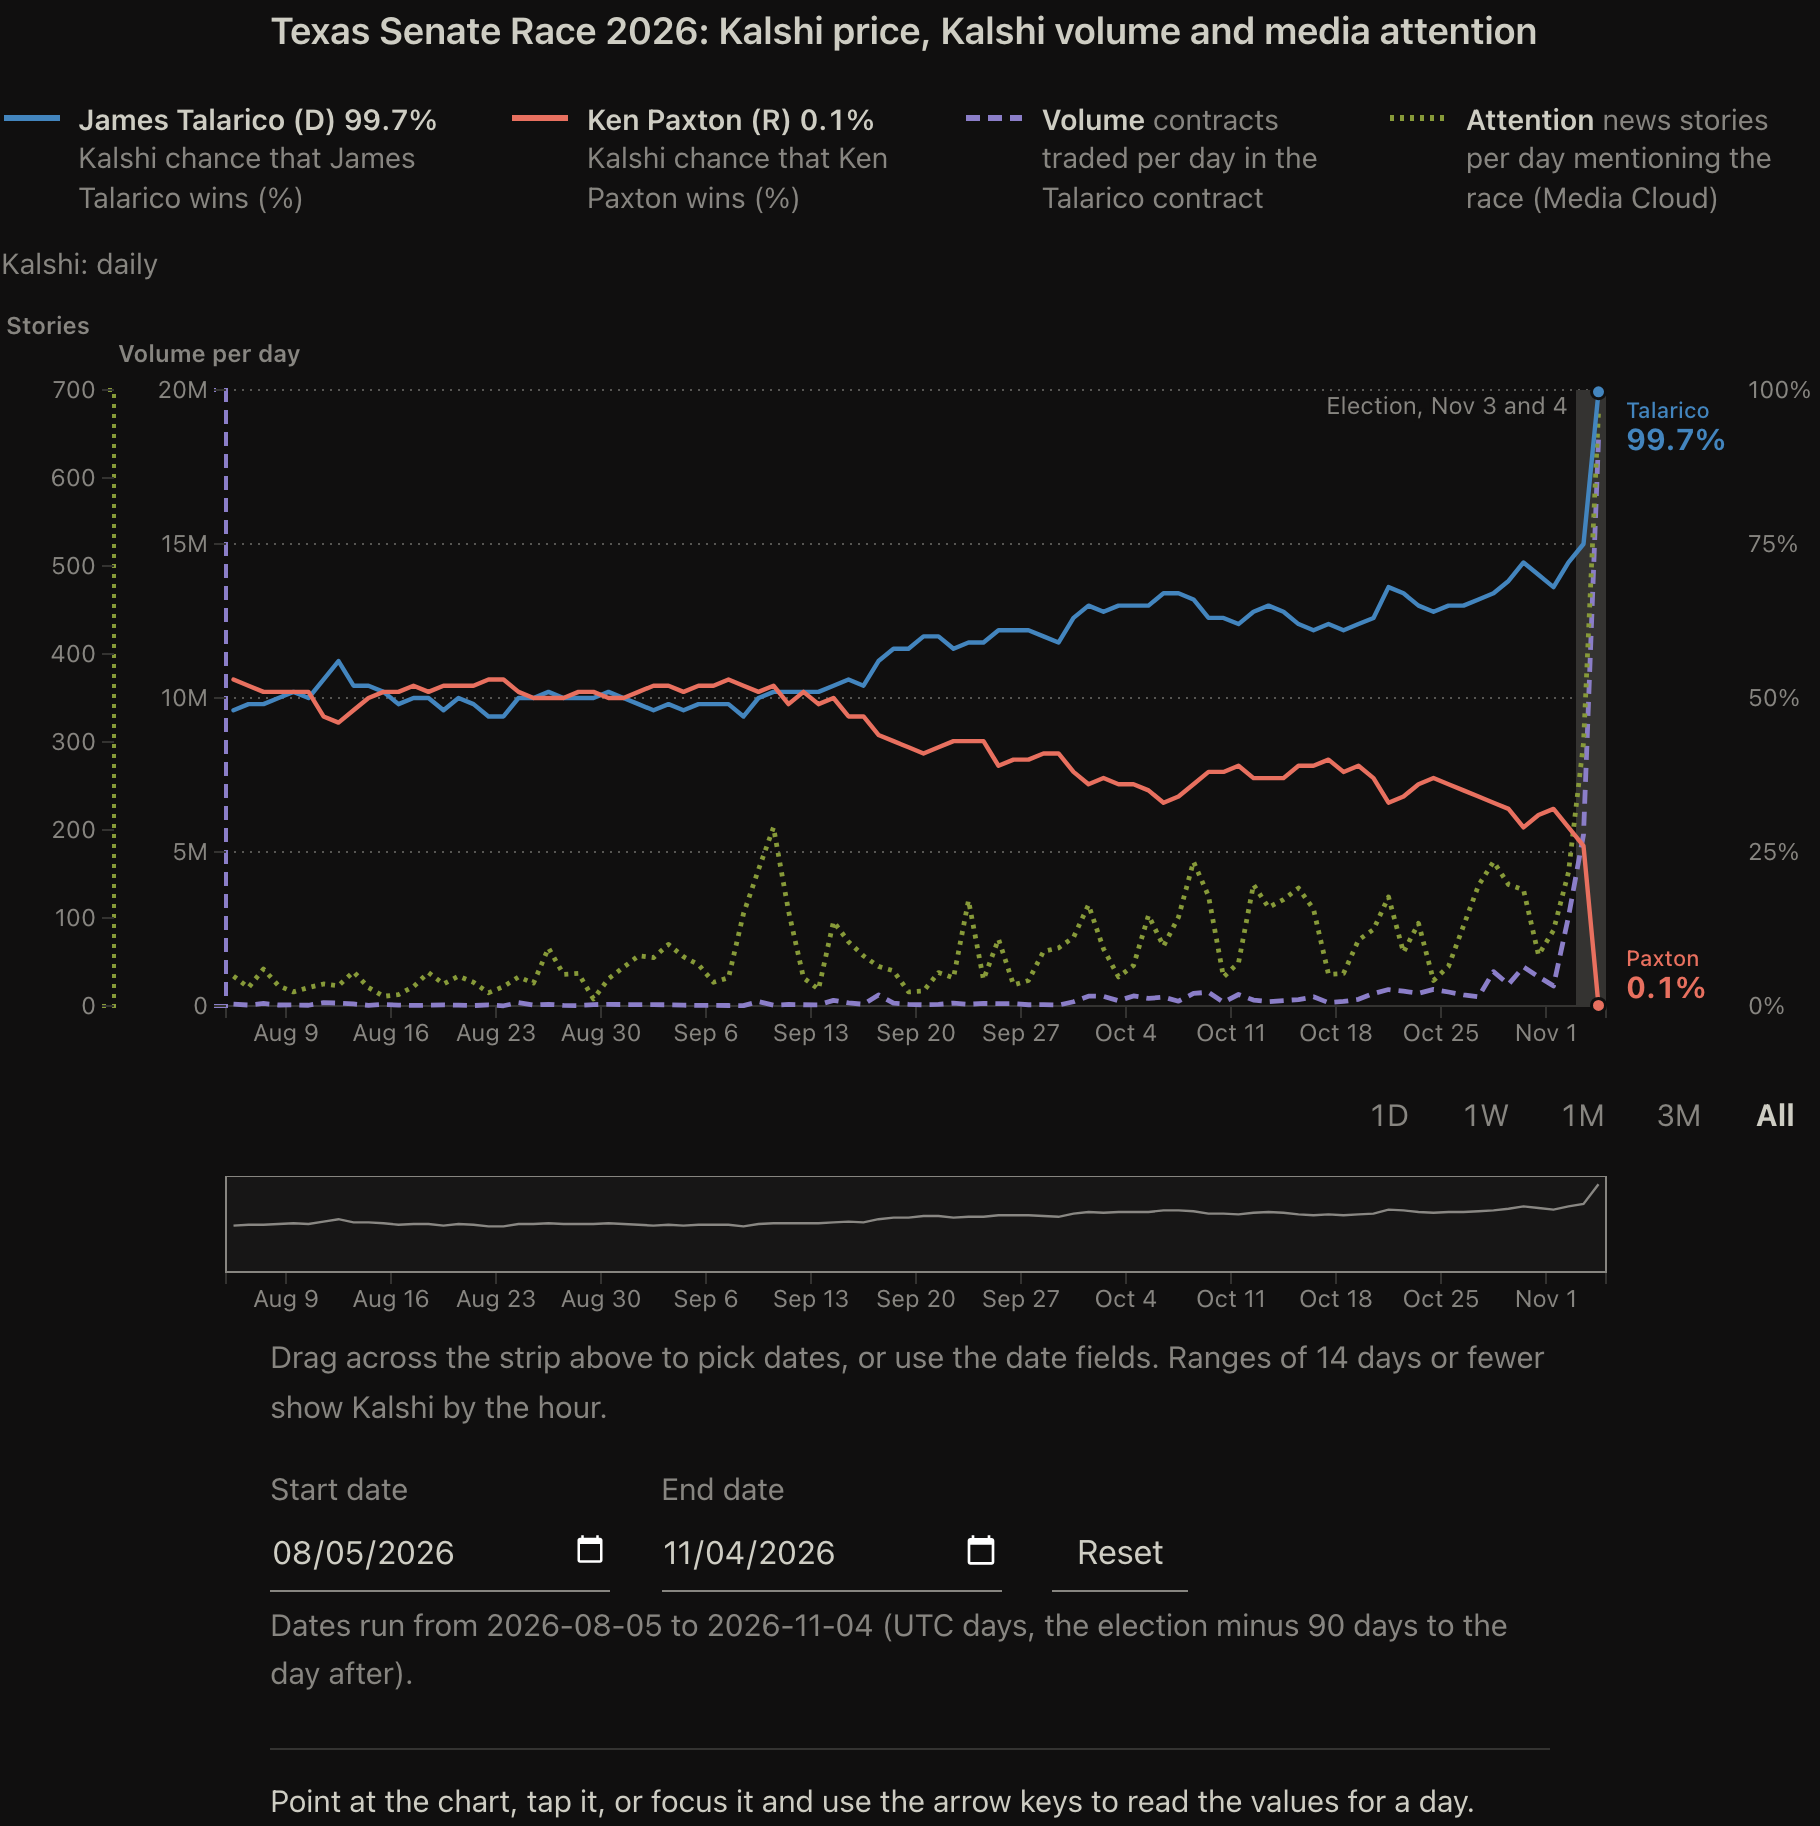 Texas Senate Race 2026: Kalshi price, Kalshi volume and media attention
James Talarico (D) 99.7%
Kalshi chance that James
Talarico wins (%)
Ken Paxton (R) 0.1%
Kalshi chance that Ken
Paxton wins (%)
Volume contracts
traded per day in the
Talarico contract
Attention news stories
per day mentioning the
race (Media Cloud)
Kalshi: daily
Stories
Volume per day
700
600
500
400
300
200
100
0
20M
15M
10M
5M
0
Election, Nov 3 and 4
Talarico
99.7%
Paxton
0.1%
100%
75%
50%
25%
0%
Aug 9 Aug 16 Aug 23 Aug 30 Sep 6 Sep 13 Sep 20 Sep 27 Oct 4 Oct 11 Oct 18 Oct 25 Nov 1
1D 1W 1M 3M All
Aug 9 Aug 16 Aug 23 Aug 30 Sep 6 Sep 13 Sep 20 Sep 27 Oct 4 Oct 11 Oct 18 Oct 25 Nov 1
Drag across the strip above to pick dates, or use the date fields. Ranges of 14 days or fewer
show Kalshi by the hour.
Start date
08/05/2026
End date
11/04/2026
Reset
Dates run from 2026-08-05 to 2026-11-04 (UTC days, the election minus 90 days to the
day after).
Point at the chart, tap it, or focus it and use the arrow keys to read the values for a day.